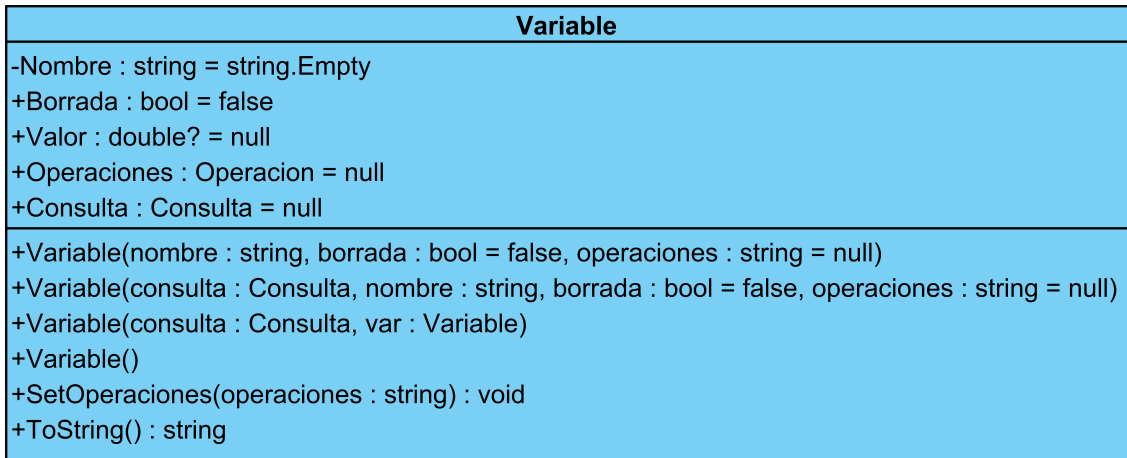 Variable
-Nombre : string = string.Empty
+Borrada : bool = false
+Valor : double? = null
+Operaciones : Operacion = null
+Consulta : Consulta = null
+Variable(nombre : string, borrada : bool = false, operaciones : string = null)
+Variable(consulta : Consulta, nombre : string, borrada : bool = false, operaciones : string = null)
+Variable(consulta : Consulta, var : Variable)
+Variable()
+SetOperaciones(operaciones : string) : void
+ToString() : string